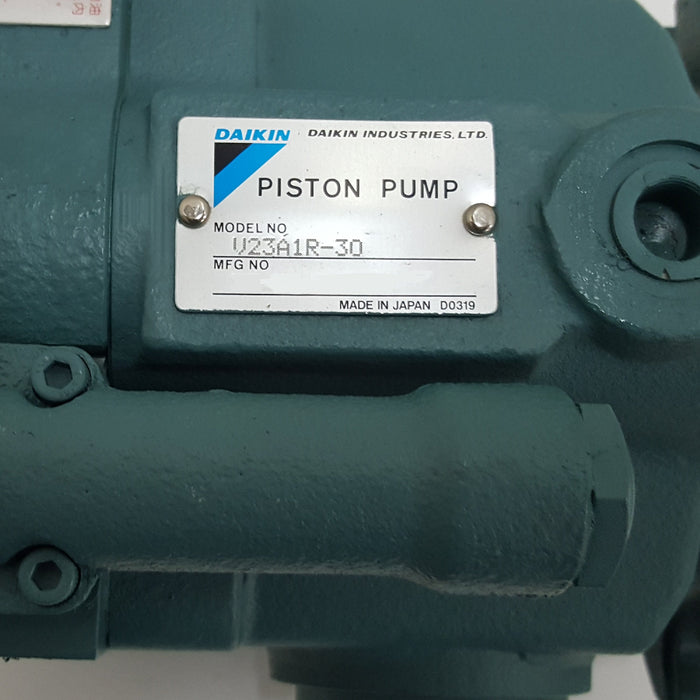 DAIKIN DAIKIN INDUSTRIES, LTD.
PISTON PUMP
MODEL NO
V23A1R-30
MFG NO
MADE IN JAPAN D0319